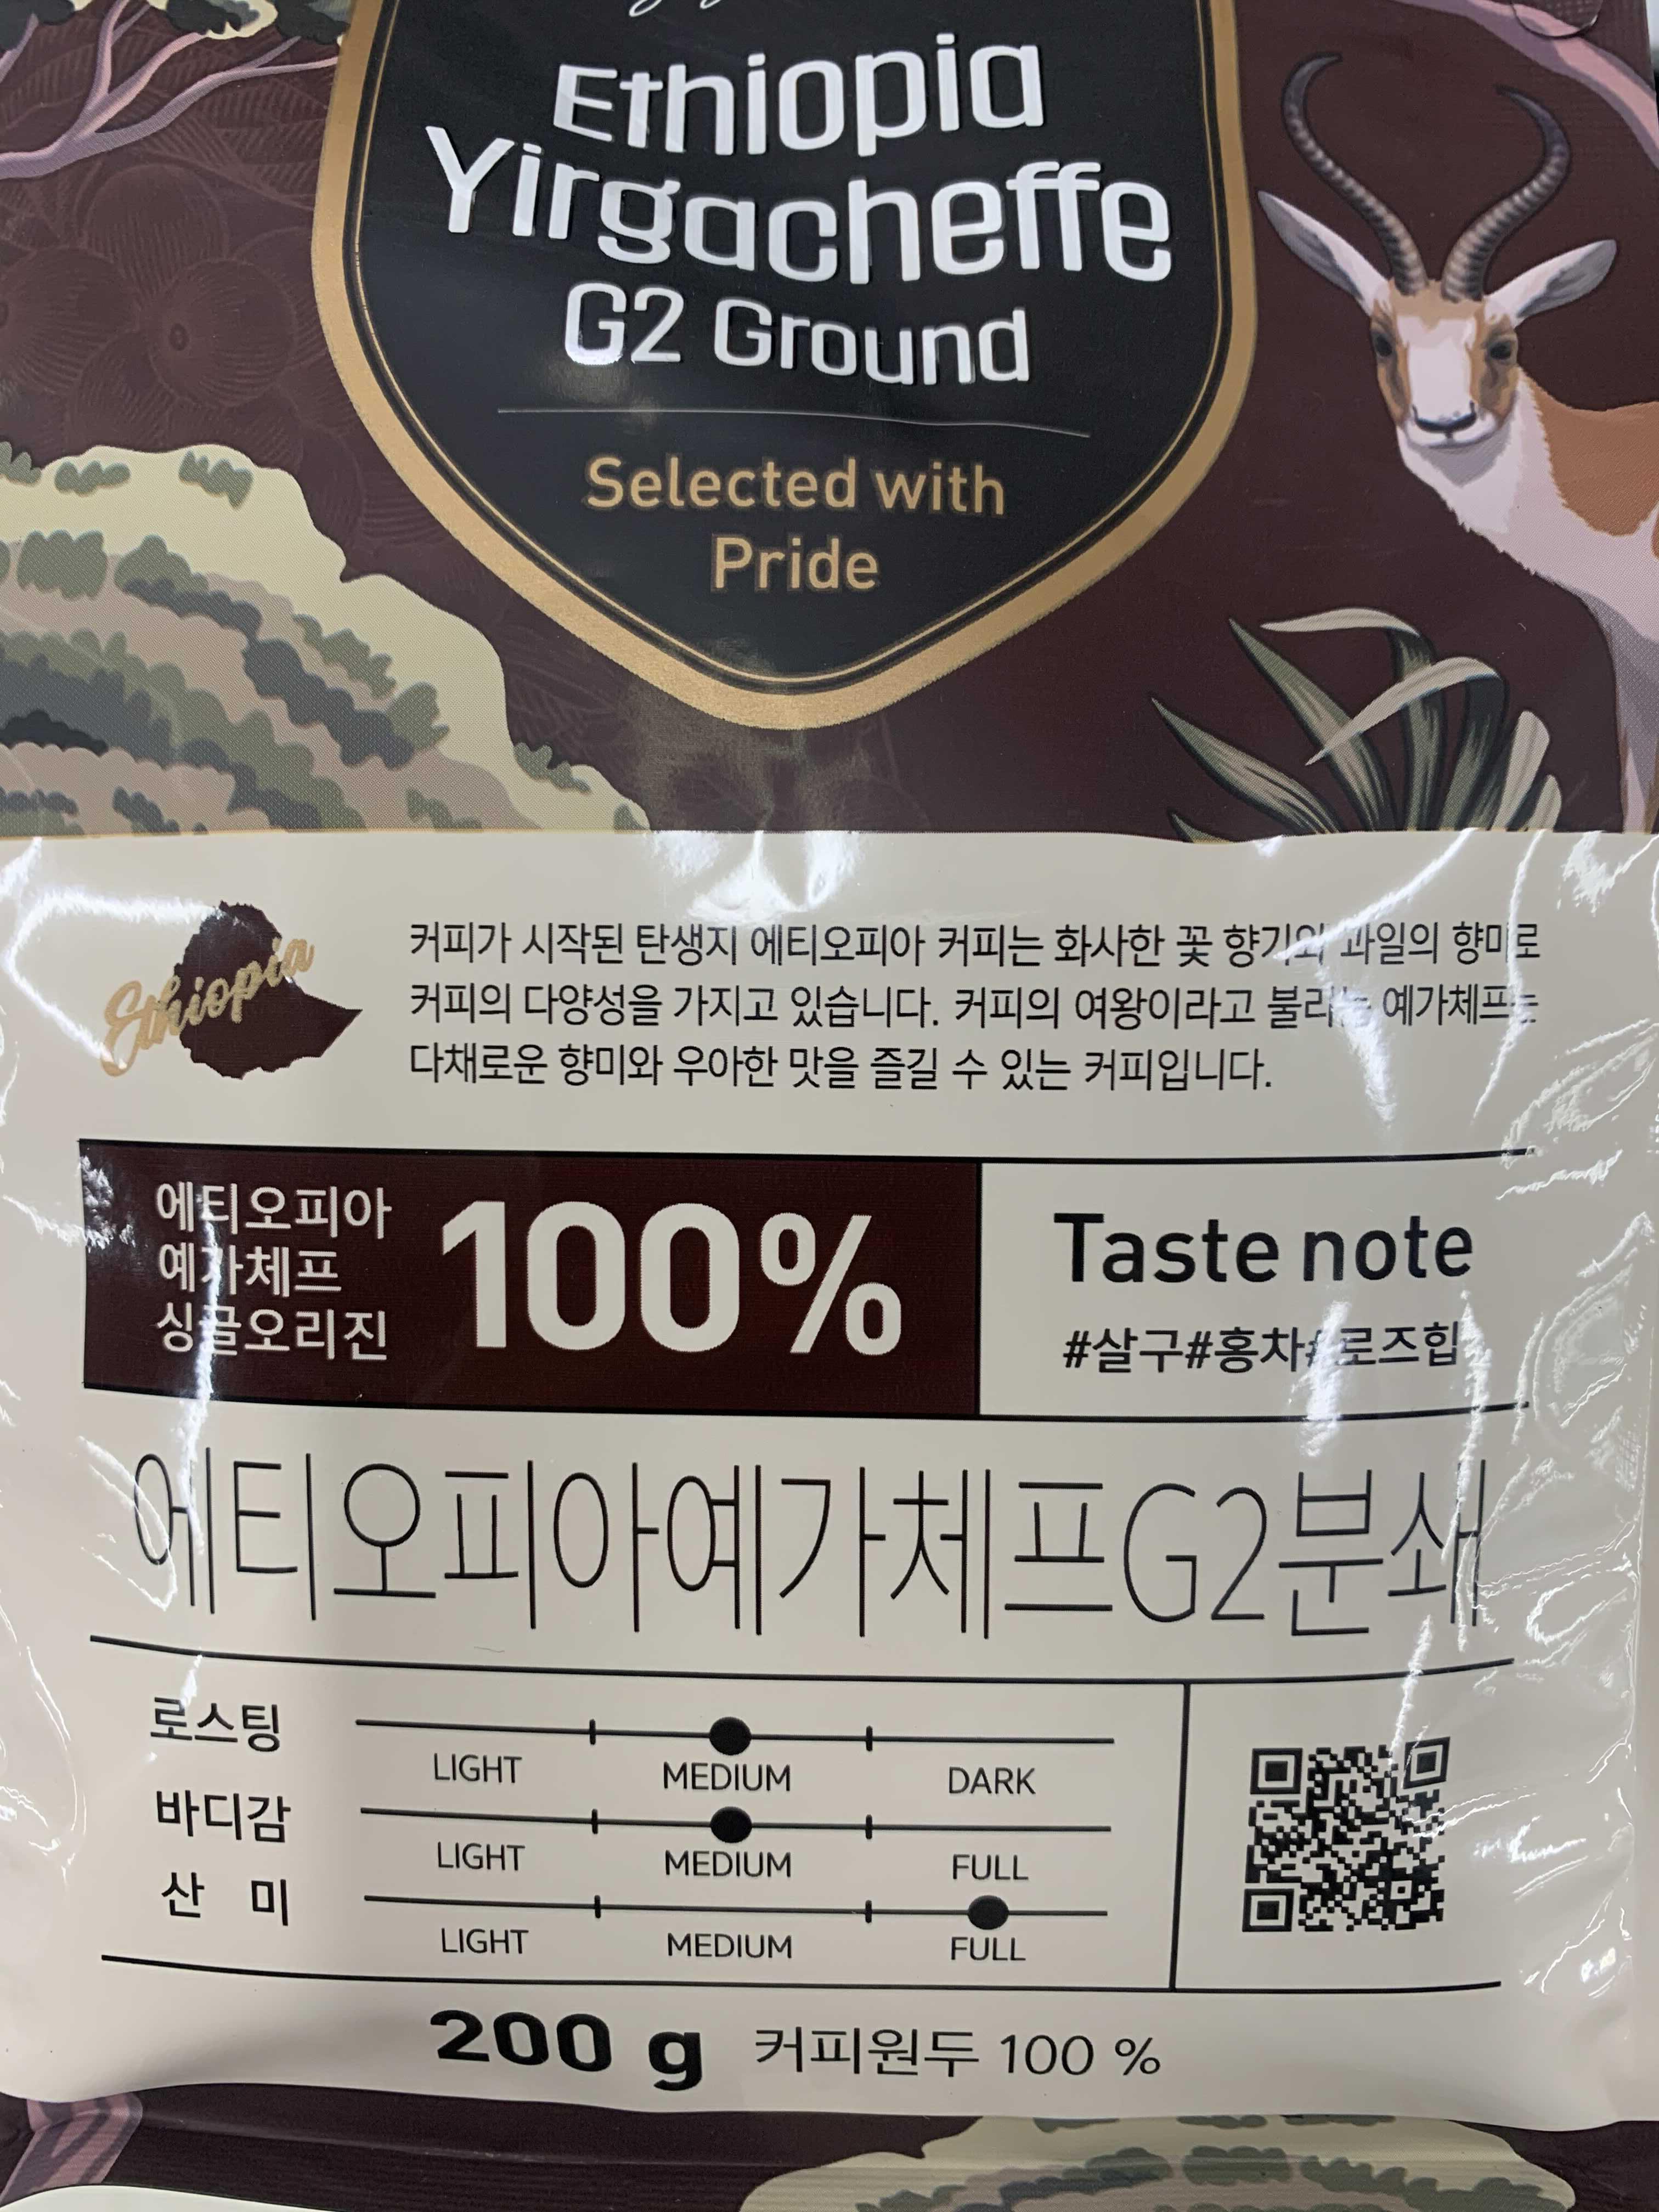 Ethiopia
Yirgacheffe
G2 Ground
Selected with
Pride
Ethiopia
커피가 시작된 탄생지 에티오피아 커피는 화사한 꽃 향기와 과일의 향미로
커피의 다양성을 가지고 있습니다. 커피의 여왕이라고 불리는 예가체프는
다채로운 향미와 우아한 맛을 즐길 수 있는 커피입니다.
에티오피아
예가체프
싱글오리진
100%
Taste note
#살구#홍차#로즈힙
에티오피아예가체프G2분쇄
로스팅
LIGHT MEDIUM DARK
바디감
LIGHT MEDIUM FULL
산 미
LIGHT MEDIUM FULL
200 g 커피원두 100 %